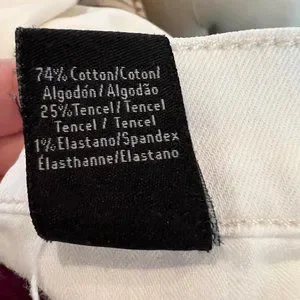 74% Cotton/Coton/
Algodón/Algodão
25% Tencel/Tencel
Tencel/Tencel
1% Elastano/Spandex
Élasthanne/Elastano